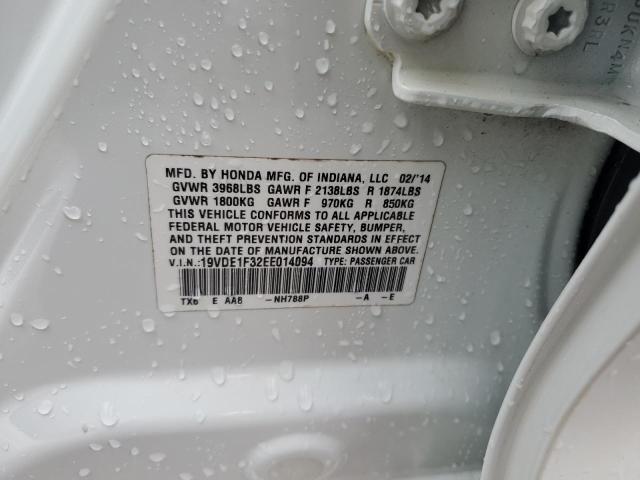 MFD. BY HONDA MFG. OF INDIANA, LLC 02/'14
GVWR 3968LBS GAWR F 2138LBS R 1874LBS
GVWR 1800KG GAWR F 970KG R 850KG
THIS VEHICLE CONFORMS TO ALL APPLICABLE
FEDERAL MOTOR VEHICLE SAFETY, BUMPER,
AND THEFT PREVENTION STANDARDS IN EFFECT
ON THE DATE OF MANUFACTURE SHOWN ABOVE.
V.I.N.: 19VDE1F32EE014094 TYPE: PASSENGER CAR
TX6 E AA8 -NH788P -A -E
R3RL